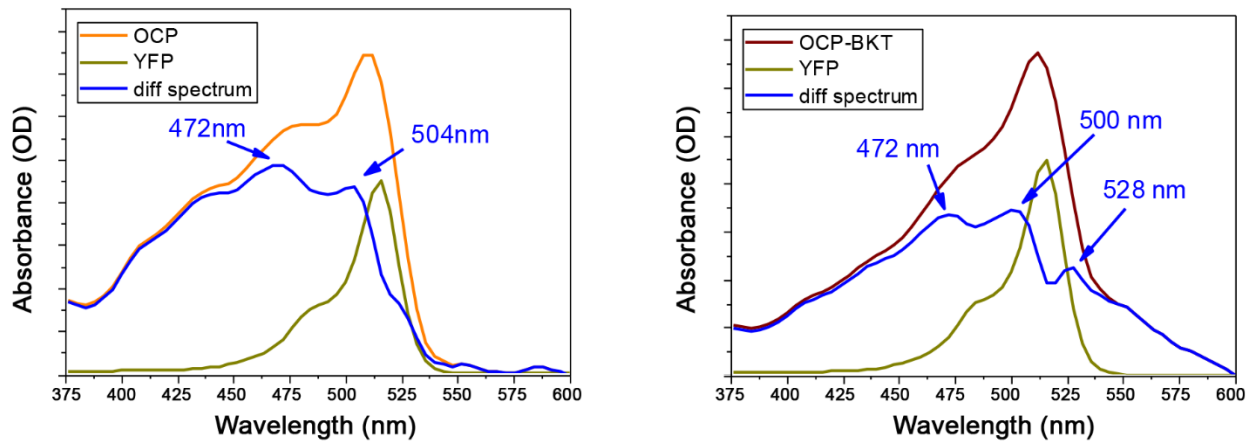 OCP
YFP
diff spectrum
472nm
504nm
Absorbance (OD)
375 400 425 450 475 500 525 550 575 600
Wavelength (nm)
OCP-BKT
YFP
diff spectrum
472 nm
500 nm
528 nm
Absorbance (OD)
375 400 425 450 475 500 525 550 575 600
Wavelength (nm)